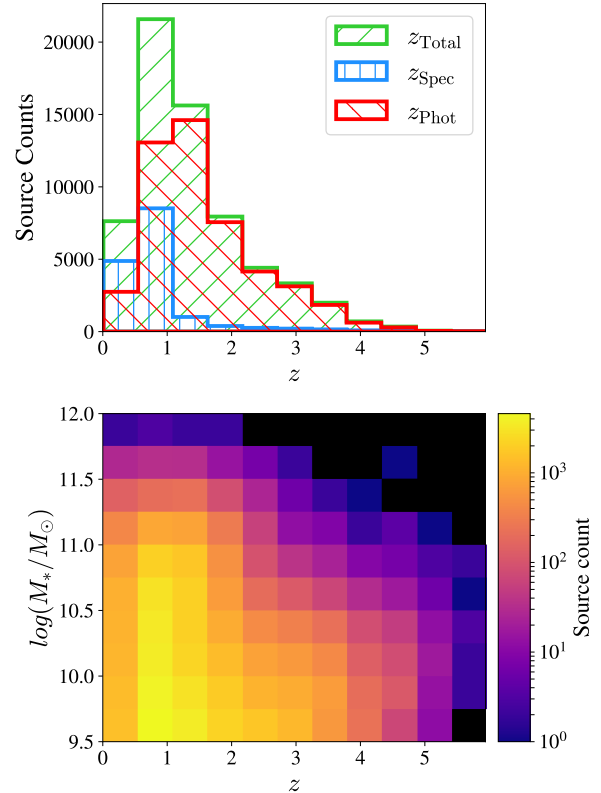 20000
15000
10000
5000
0
Source Counts
z_Total
z_Spec
z_Phot
0 1 2 3 4 5
z
12.0
11.5
11.0
10.5
10.0
9.5
log(M_*/M_⊙)
0 1 2 3 4 5
z
10^3
10^2
10^1
10^0
Source count